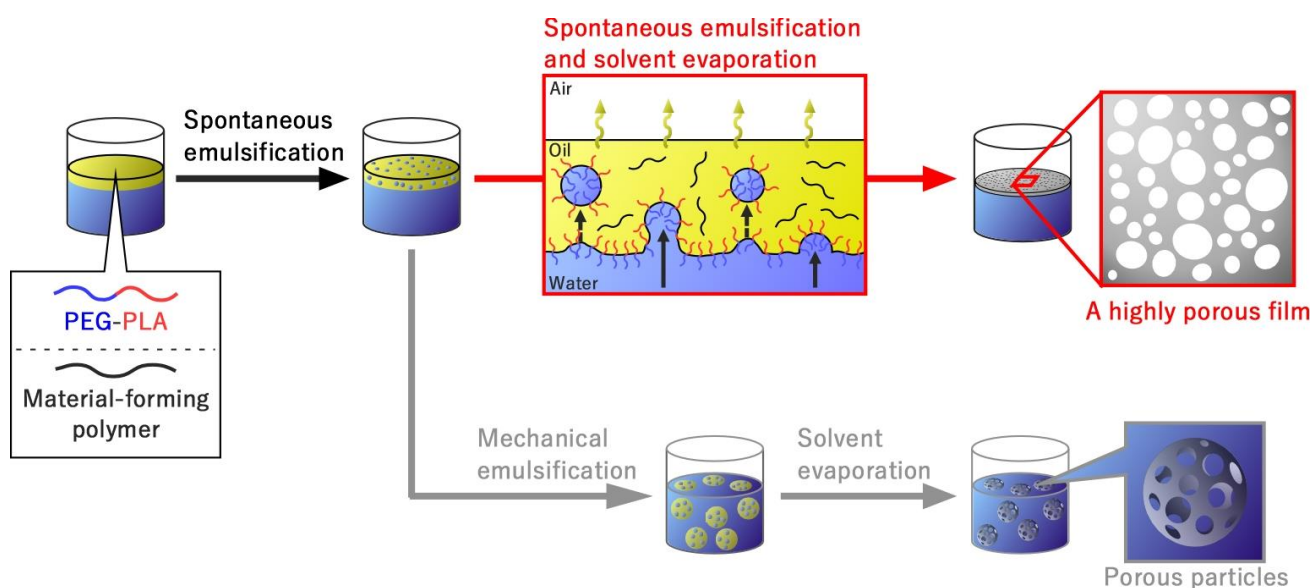 Spontaneous emulsification
and solvent evaporation
Spontaneous
emulsification
Air
Oil
Water
PEG-PLA
Material-forming
polymer
A highly porous film
Mechanical
emulsification
Solvent
evaporation
Porous particles